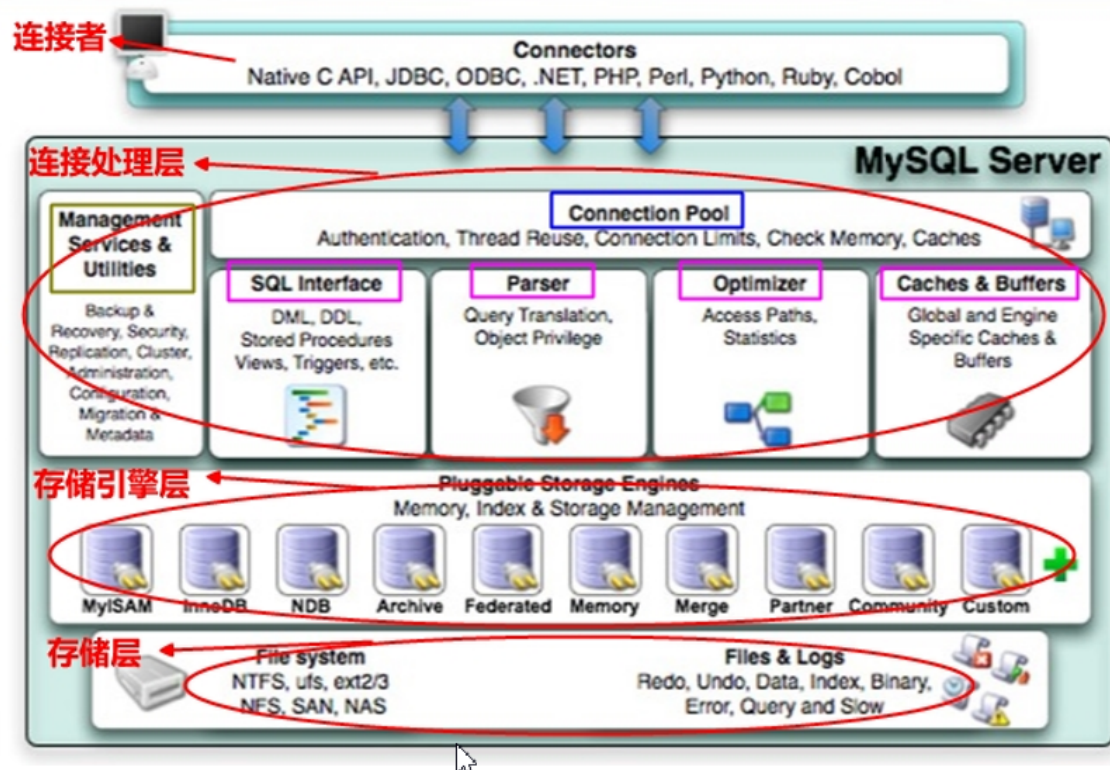 连接者
Connectors
Native C API, JDBC, ODBC, .NET, PHP, Perl, Python, Ruby, Cobol
连接处理层
MySQL Server
Management
Services &
Utilities
Backup &
Recovery, Security,
Replication, Cluster,
Administration,
Configuration,
Migration &
Metadata
Connection Pool
Authentication, Thread Reuse, Connection Limits, Check Memory, Caches
SQL Interface
DML, DDL,
Stored Procedures
Views, Triggers, etc.
Parser
Query Translation,
Object Privilege
Optimizer
Access Paths,
Statistics
Caches & Buffers
Global and Engine
Specific Caches &
Buffers
存储引擎层
Pluggable Storage Engines
Memory, Index & Storage Management
MyISAM
InnoDB
NDB
Archive
Federated
Memory
Merge
Partner
Community
Custom
存储层
File system
NTFS, ufs, ext2/3
NFS, SAN, NAS
Files & Logs
Redo, Undo, Data, Index, Binary,
Error, Query and Slow